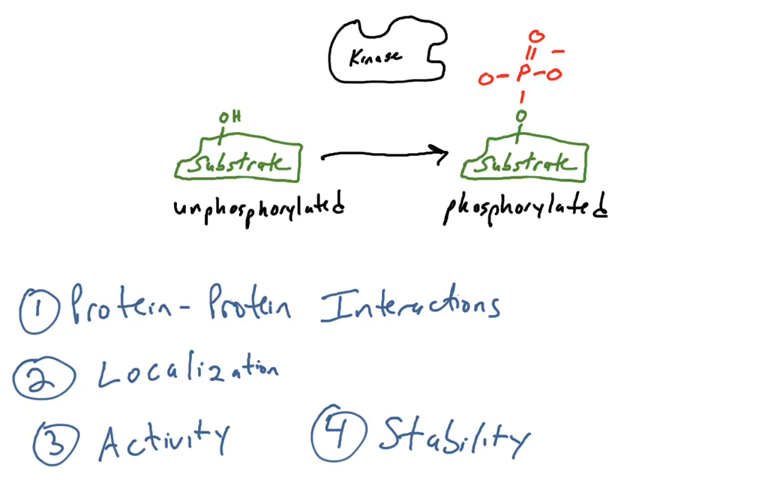 Kinase
O
O-P-O
-
OH
O
Substrate
Substrate
unphosphorylated
phosphorylated
1 Protein-Protein Interactions
2 Localization
3 Activity
4 Stability